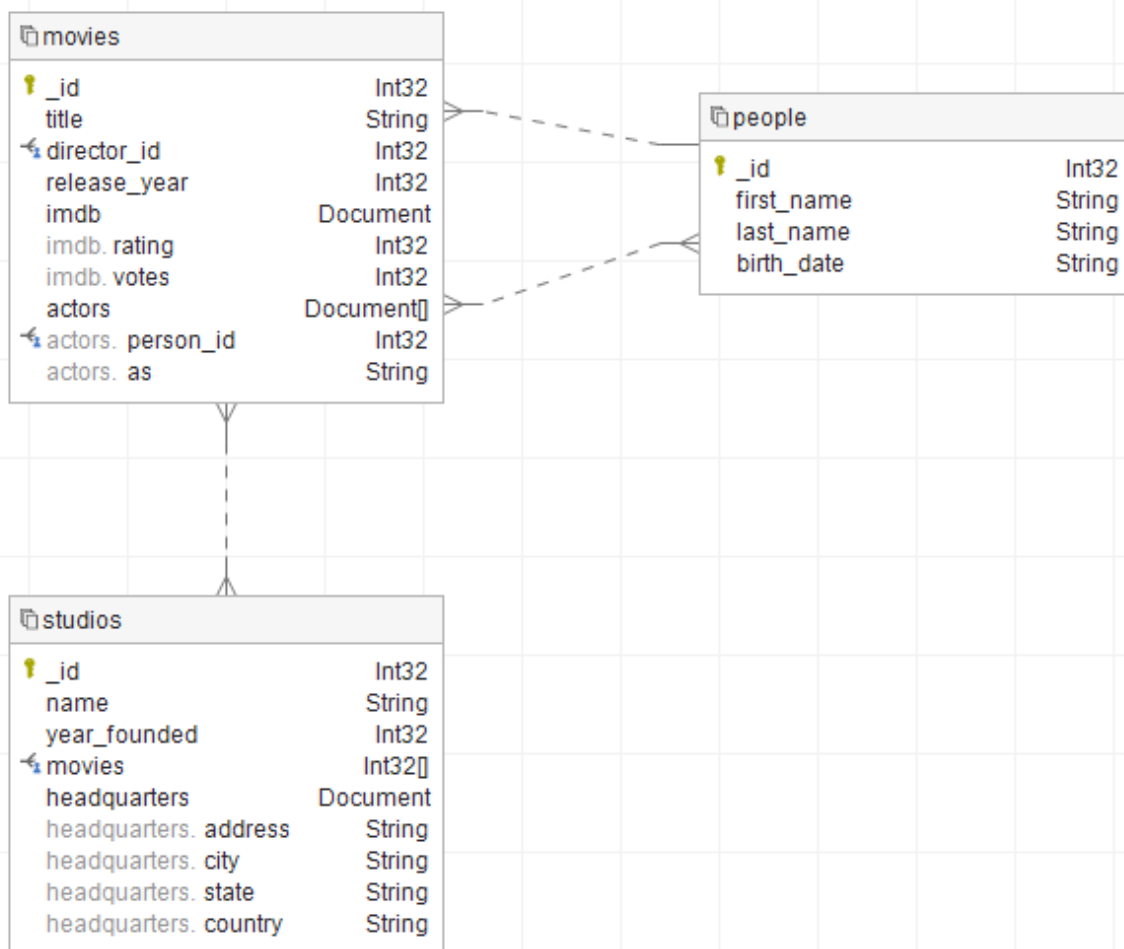 movies
_id Int32
title String
director_id Int32
release_year Int32
imdb Document
imdb. rating Int32
imdb. votes Int32
actors Document[]
actors. person_id Int32
actors. as String
people
_id Int32
first_name String
last_name String
birth_date String
studios
_id Int32
name String
year_founded Int32
movies Int32[]
headquarters Document
headquarters. address String
headquarters. city String
headquarters. state String
headquarters. country String